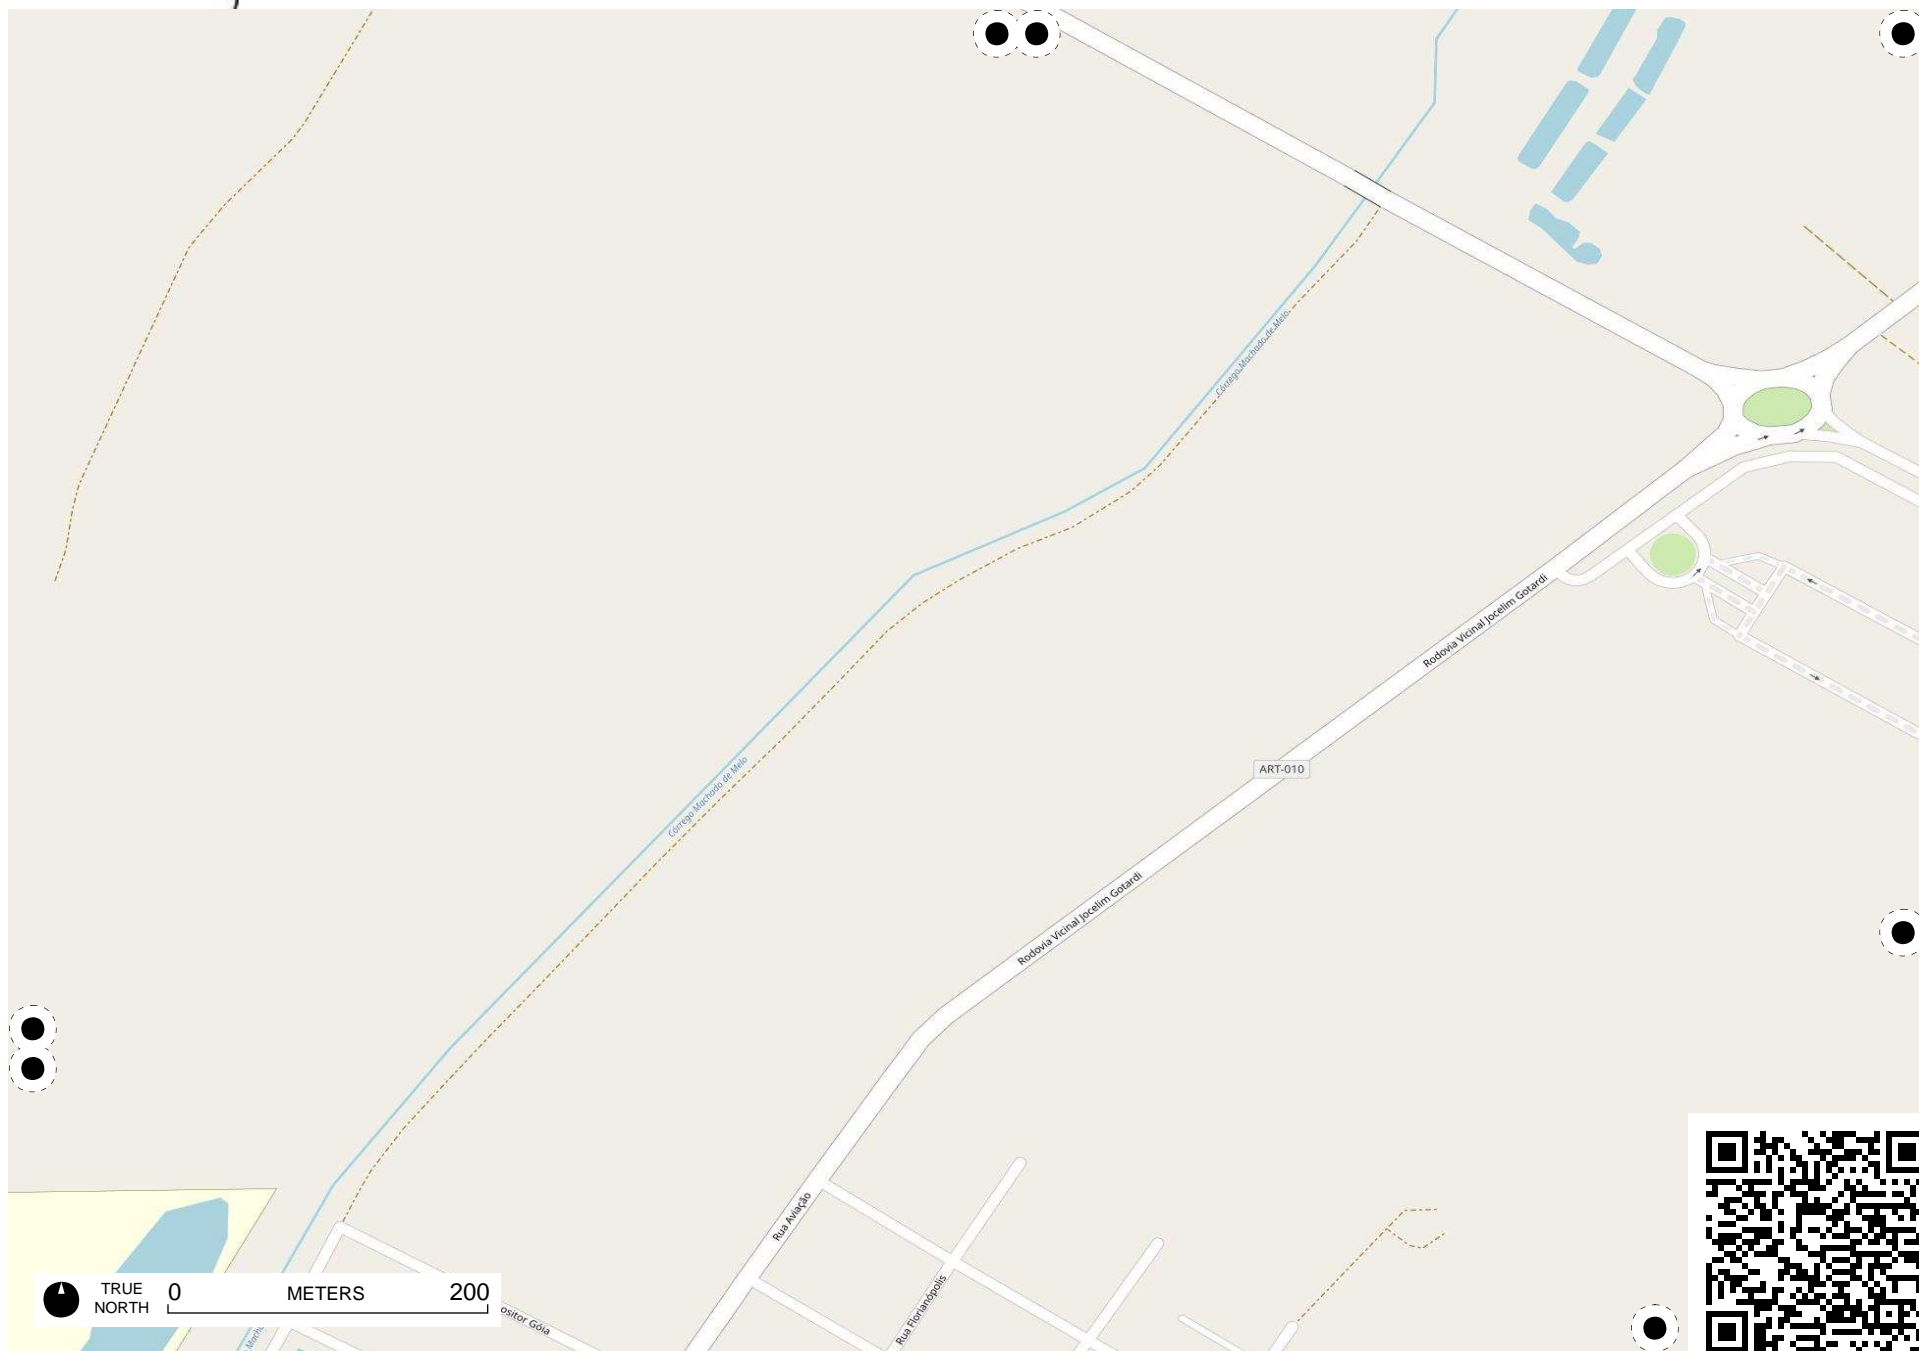 Córrego Machado de Melo
Rodovia Vicinal Jocelim Gotardi
ART-010
Córrego Machado de Melo
Rodovia Vicinal Jocelim Gotardi
Rua Aviação
Rua Florianópolis
TRUE NORTH
0 METERS 200
Góia